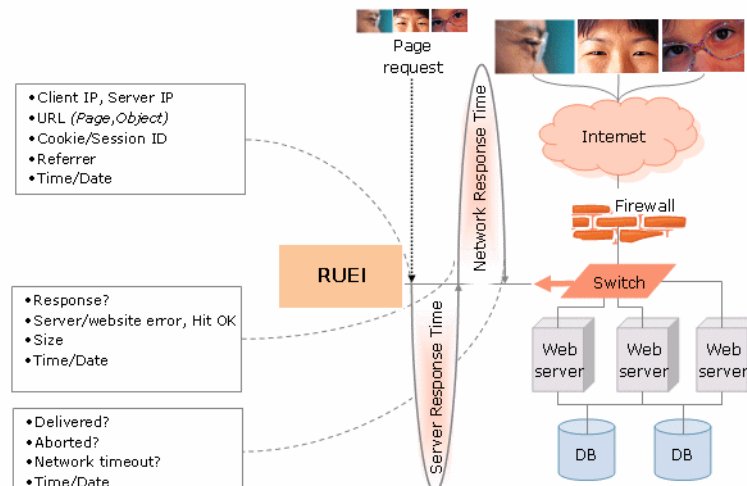 Page
request
• Client IP, Server IP
• URL (Page,Object)
• Cookie/Session ID
• Referrer
• Time/Date
Network Response Time
Internet
Firewall
RUEI
Switch
• Response?
• Server/website error, Hit OK
• Size
• Time/Date
Server Response Time
Web
server
Web
server
Web
server
• Delivered?
• Aborted?
• Network timeout?
• Time/Date
DB
DB